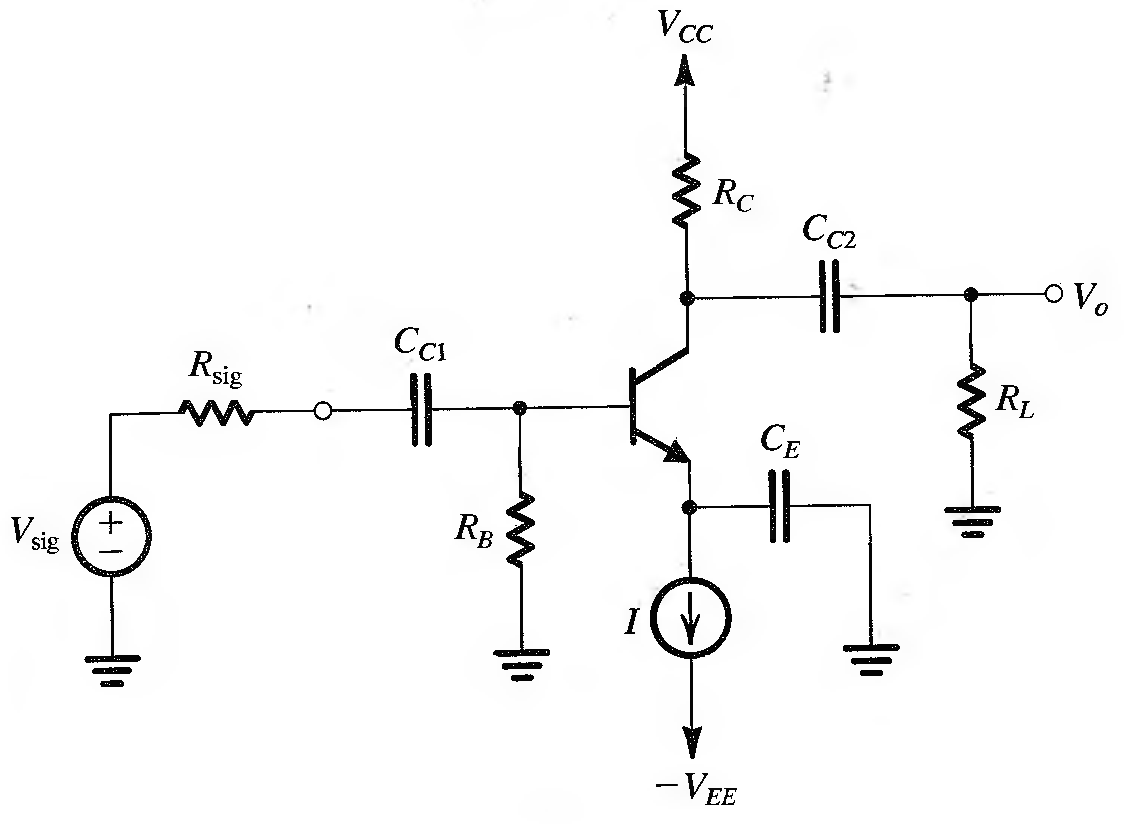 V_CC
R_C
C_C2
V_o
C_C1
R_sig
R_L
C_E
V_sig
+
−
R_B
I
−V_EE